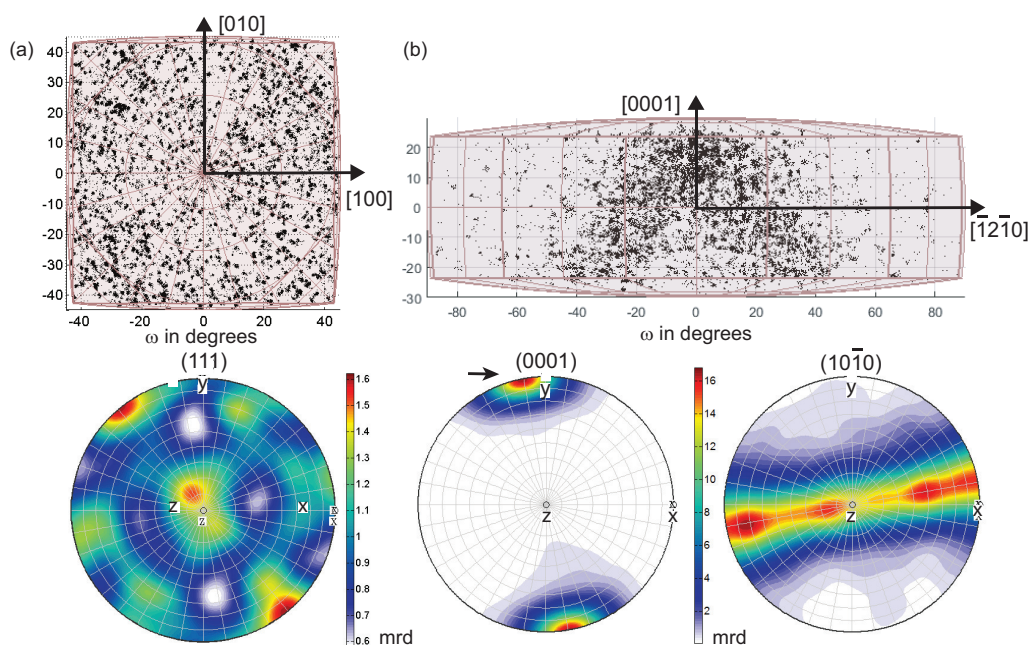 (a)
[010]
[100]
40
30
20
10
0
-10
-20
-30
-40
-40 -20 0 20 40
ω in degrees
(b)
[0001]
[1̄21̄0]
20
10
0
-10
-20
-30
-80 -60 -40 -20 0 20 40 60 80
ω in degrees
(111)
y
z
z
x
x
1.6
1.5
1.4
1.3
1.2
1.1
1
0.9
0.8
0.7
0.6
mrd
(0001)
y
z
x
16
14
12
10
8
6
4
2
mrd
(101̄0)
y
z
x